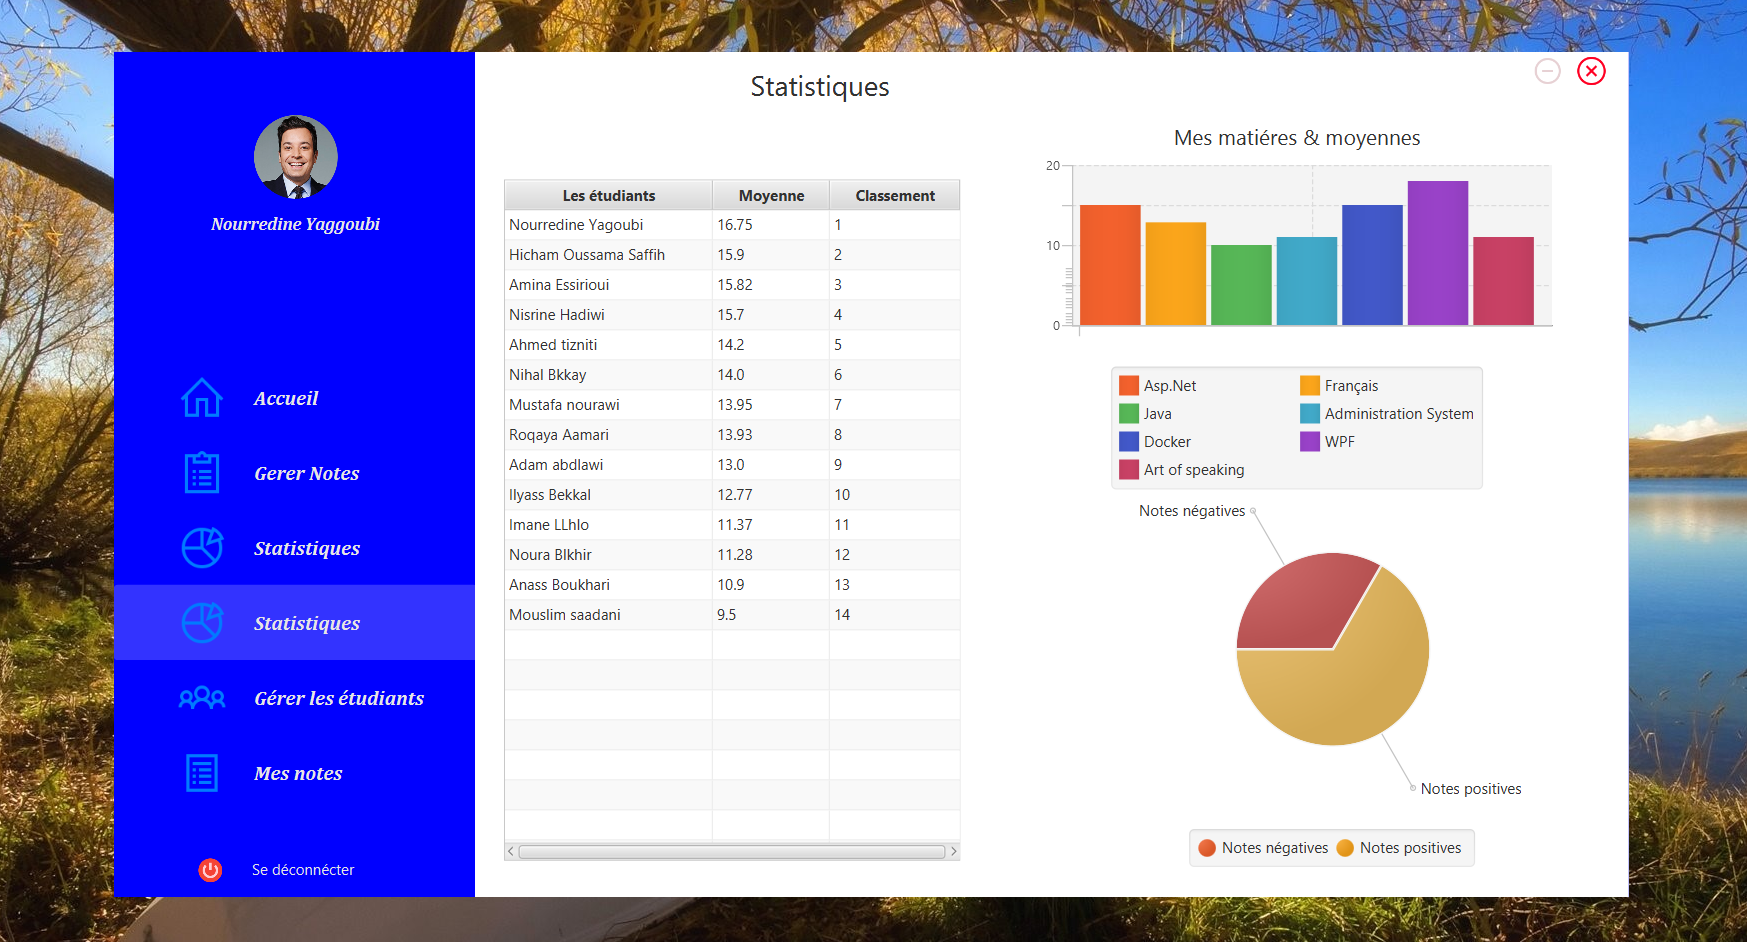 Nourredine Yaggoubi
Accueil
Gerer Notes
Statistiques
Statistiques
Gérer les étudiants
Mes notes
Se déconnécter
Statistiques
Les étudiants Moyenne Classement
Nourredine Yagoubi 16.75 1
Hicham Oussama Saffih 15.9 2
Amina Essirioui 15.82 3
Nisrine Hadiwi 15.7 4
Ahmed tizniti 14.2 5
Nihal Bkkay 14.0 6
Mustafa nourawi 13.95 7
Roqaya Aamari 13.93 8
Adam abdlawi 13.0 9
Ilyass Bekkal 12.77 10
Imane LLhlo 11.37 11
Noura Blkhir 11.28 12
Anass Boukhari 10.9 13
Mouslim saadani 9.5 14
Mes matiéres & moyennes
20
10
0
Asp.Net Français
Java Administration System
Docker WPF
Art of speaking
Notes négatives
Notes positives
Notes négatives Notes positives